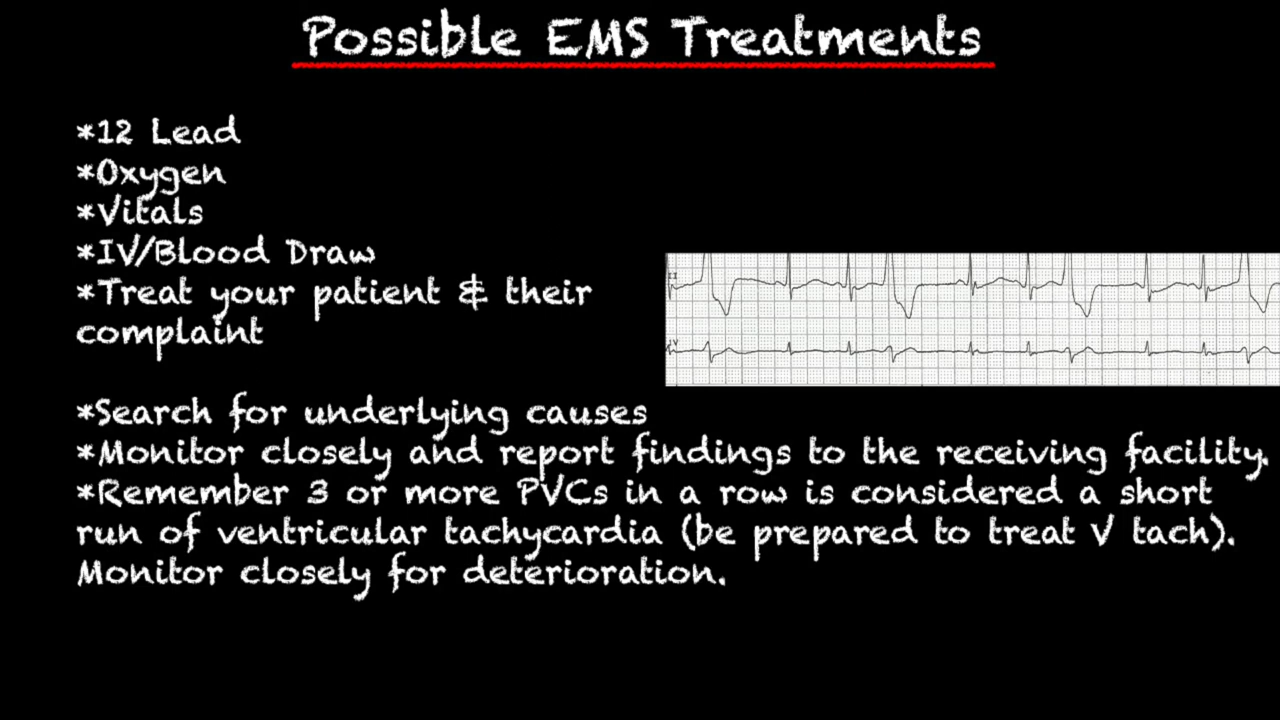 Possible EMS Treatments
*12 Lead
*Oxygen
*Vitals
*IV/Blood Draw
*Treat your patient & their
complaint
II
*Search for underlying causes
*Monitor closely and report findings to the receiving facility.
*Remember 3 or more PVCs in a row is considered a short
run of ventricular tachycardia (be prepared to treat V tach).
Monitor closely for deterioration.